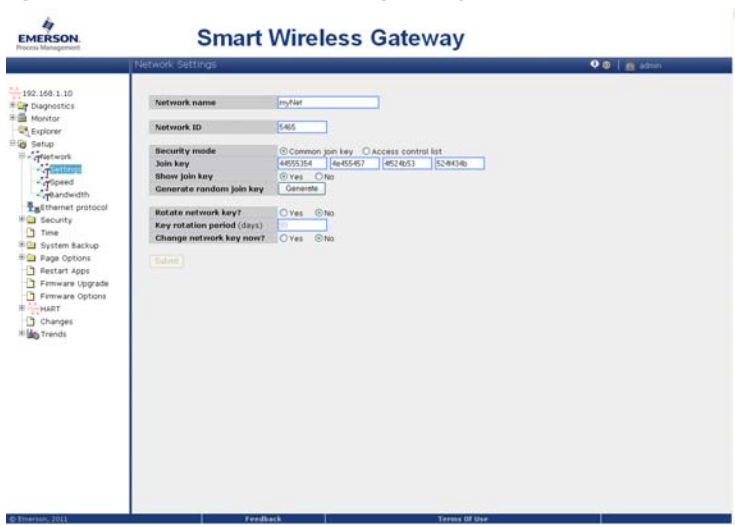 EMERSON.
Process Management
Smart Wireless Gateway
Network Settings
admin
192.168.1.10
Diagnostics
Monitor
Explorer
Setup
Network
Settings
Speed
Bandwidth
Ethernet protocol
Security
Time
System Backup
Page Options
Restart Apps
Firmware Upgrade
Firmware Options
HART
Changes
Trends
Network name myNet
Network ID 5465
Security mode Common join key Access control list
Join key 44555354 4e455457 4f524b53 524f434b
Show join key Yes No
Generate random join key Generate
Rotate network key? Yes No
Key rotation period (days)
Change network key now? Yes No
Submit
© Emerson, 2011 Feedback Terms Of Use